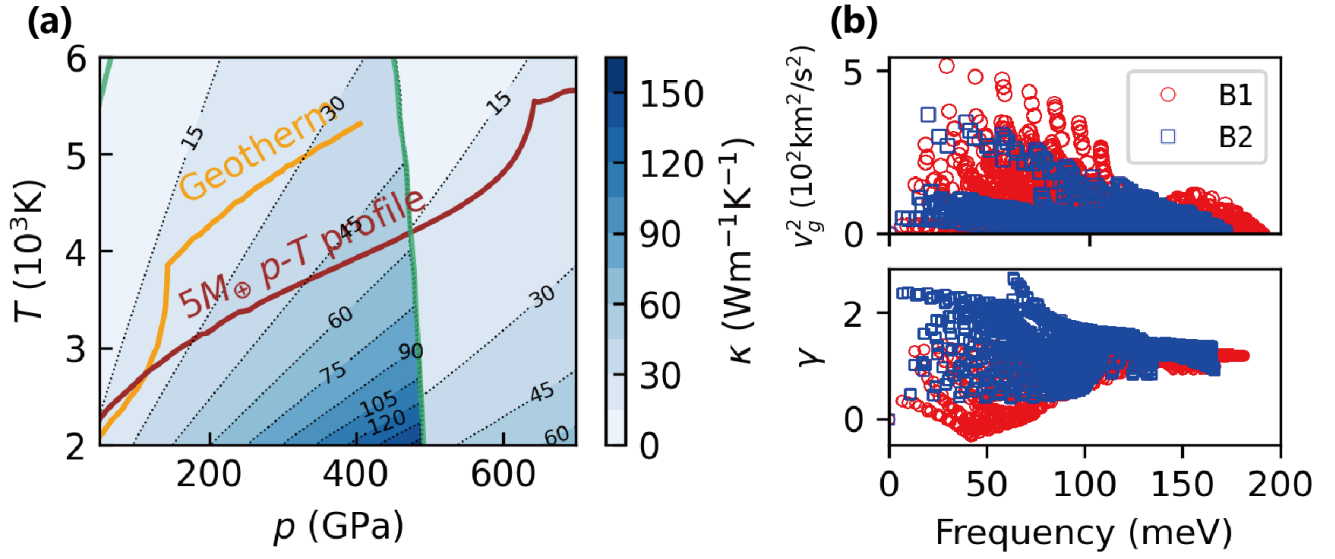 (a)
6
5
4
3
2
T (10³K)
200
400
600
p (GPa)
15
30
45
60
75
90
105
120
15
30
45
60
Geotherm
5M⊕ p-T profile
150
120
90
60
30
0
κ (Wm⁻¹K⁻¹)
(b)
5
0
v_g² (10²km²/s²)
B1
B2
2
0
γ
0
50
100
150
200
Frequency (meV)